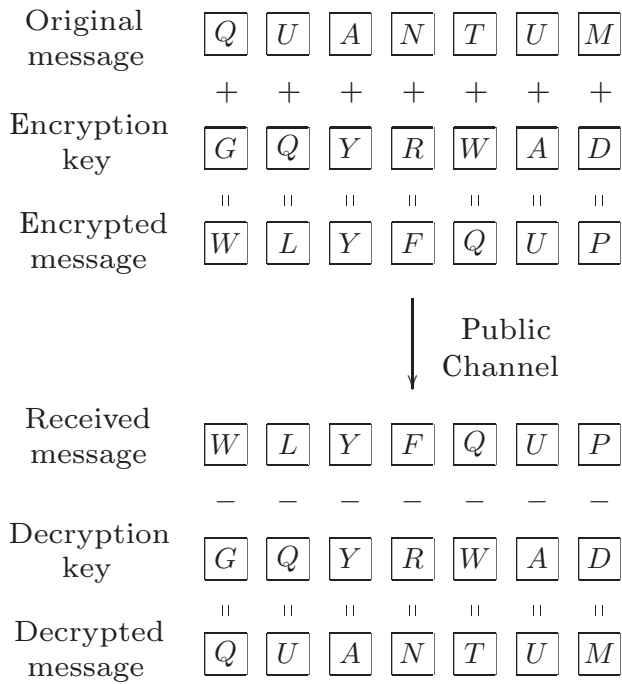 Original
message
Q U A N T U M
+ + + + + + +
Encryption
key
G Q Y R W A D
= = = = = = =
Encrypted
message
W L Y F Q U P
Public
Channel
Received
message
W L Y F Q U P
− − − − − − −
Decryption
key
G Q Y R W A D
= = = = = = =
Decrypted
message
Q U A N T U M